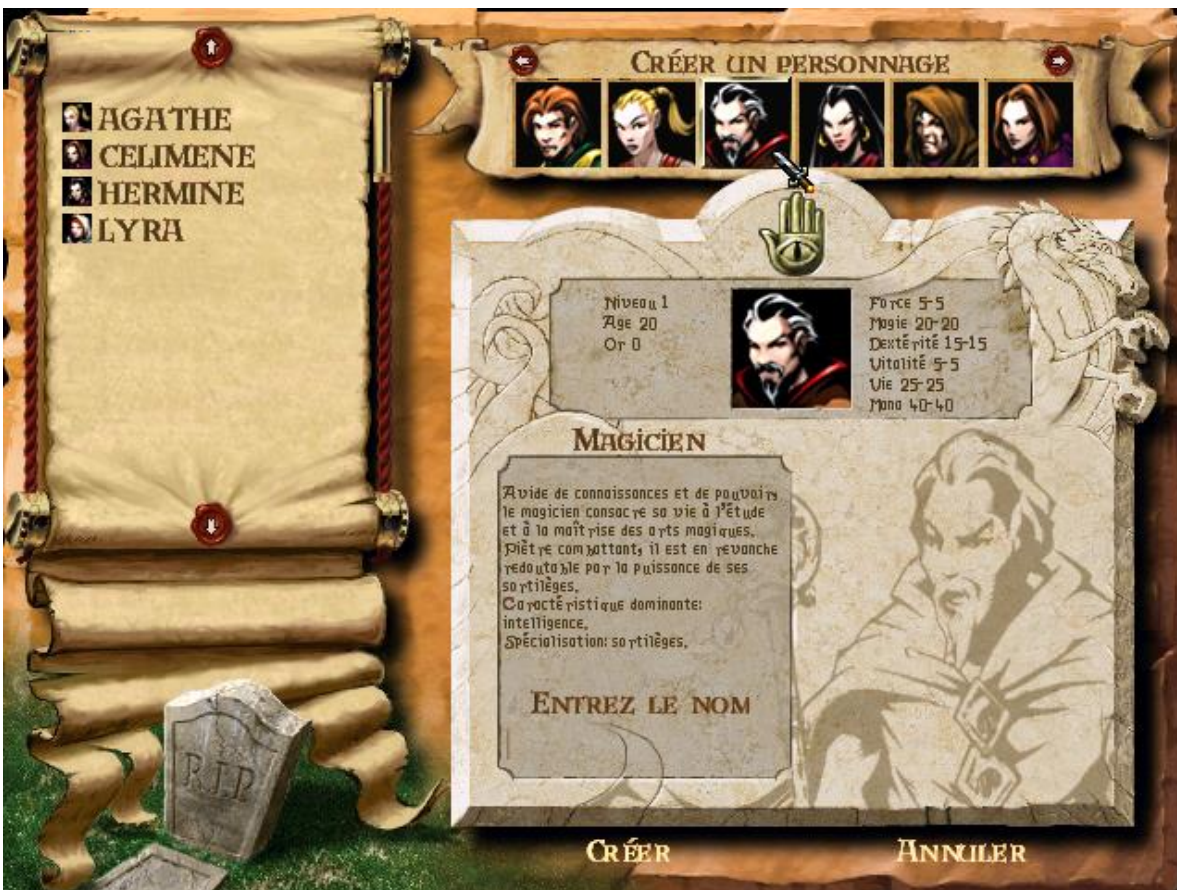 AGATHE
CELIMENE
HERMINE
LYRA
CRÉER UN PERSONNAGE
Niveau 1
Age 20
Or 0
Force 5-5
Magie 20-20
Dextérité 15-15
Vitalité 5-5
Vie 25-25
Mana 40-40
MAGICIEN
Avide de connaissances et de pouvoirs
le magicien consacre sa vie à l'étude
et à la maîtrise des arts magiques.
Piètre combattant, il est en revanche
redoutable par la puissance de ses
sortilèges.
Caractéristique dominante:
intelligence.
Spécialisation: sortilèges.
ENTREZ LE NOM
R.I.P
CRÉER
ANNULER